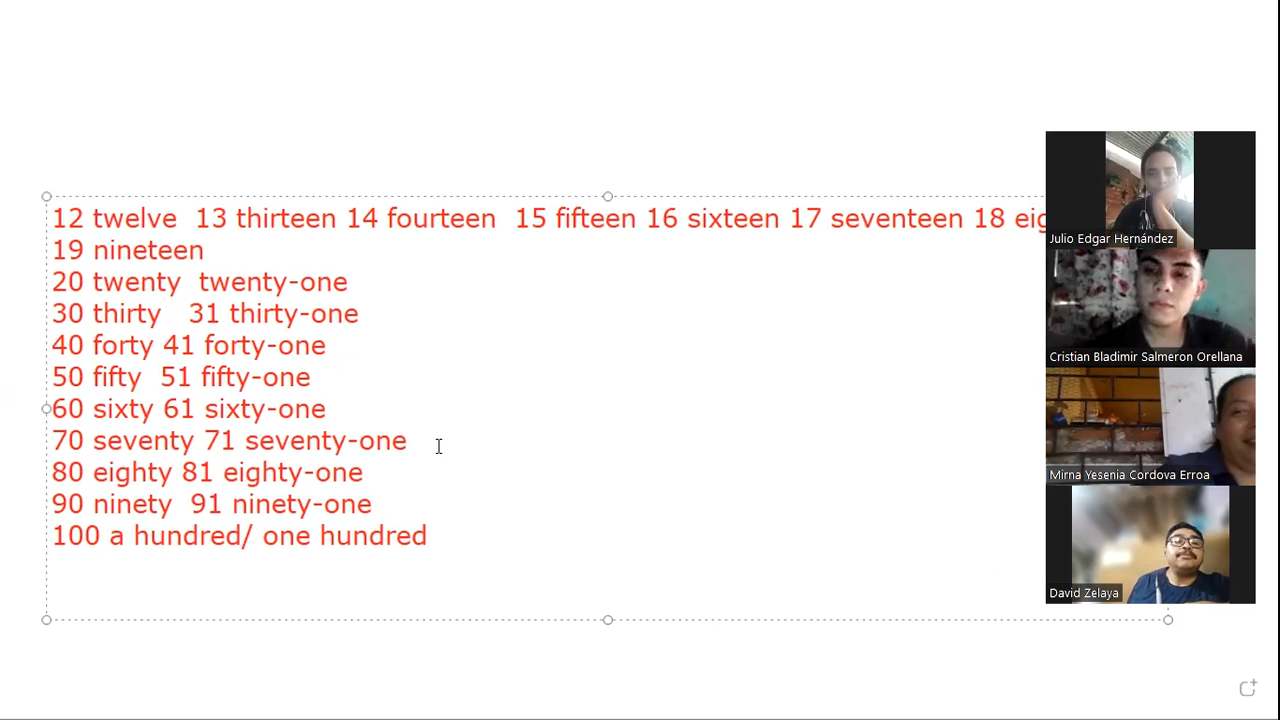 12 twelve  13 thirteen 14 fourteen  15 fifteen 16 sixteen 17 seventeen 18
19 nineteen
20 twenty  twenty-one
30 thirty   31 thirty-one
40 forty 41 forty-one
50 fifty  51 fifty-one
60 sixty 61 sixty-one
70 seventy 71 seventy-one
80 eighty 81 eighty-one
90 ninety  91 ninety-one
100 a hundred/ one hundred
Julio Edgar Hernández
Cristian Bladimir Salmeron Orellana
Mirna Yesenia Cordova Erroa
David Zelaya